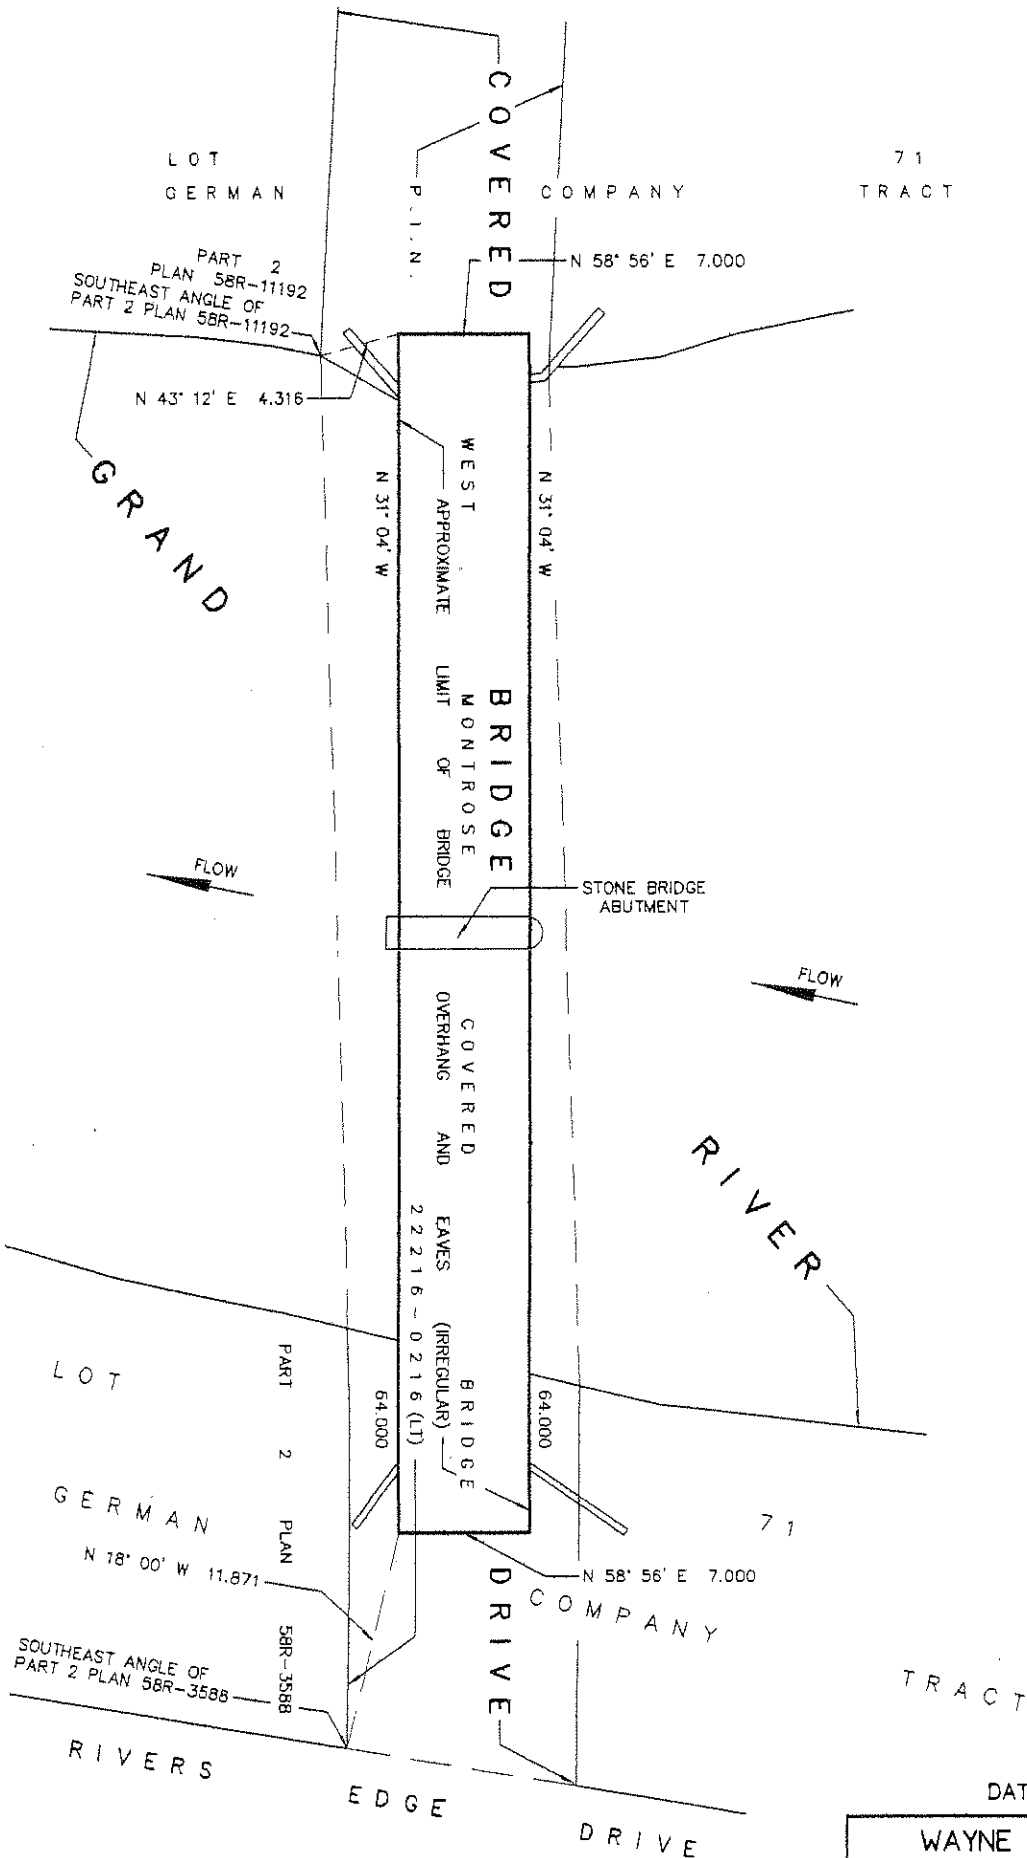 COVERED
LOT 71
GERMAN COMPANY TRACT
P.I.N.
PART 2
PLAN 58R-11192
SOUTHEAST ANGLE OF
PART 2 PLAN 58R-11192
N 58° 56' E 7.000
N 43° 12' E 4.316
GRAND
N 31° 04' W
N 31° 04' W
WEST MONTROSE COVERED BRIDGE
APPROXIMATE LIMIT OF BRIDGE OVERHANG AND EAVES (IRREGULAR)
BRIDGE
FLOW
STONE BRIDGE
ABUTMENT
FLOW
RIVER
22216-0216 (LT)
64.000
64.000
LOT 71
PART 2 PLAN 58R-3588
GERMAN COMPANY TRACT
N 18° 00' W 11.871
N 58° 56' E 7.000
DRIVE
SOUTHEAST ANGLE OF
PART 2 PLAN 58R-3588
RIVERS EDGE DRIVE
DAT
WAYNE